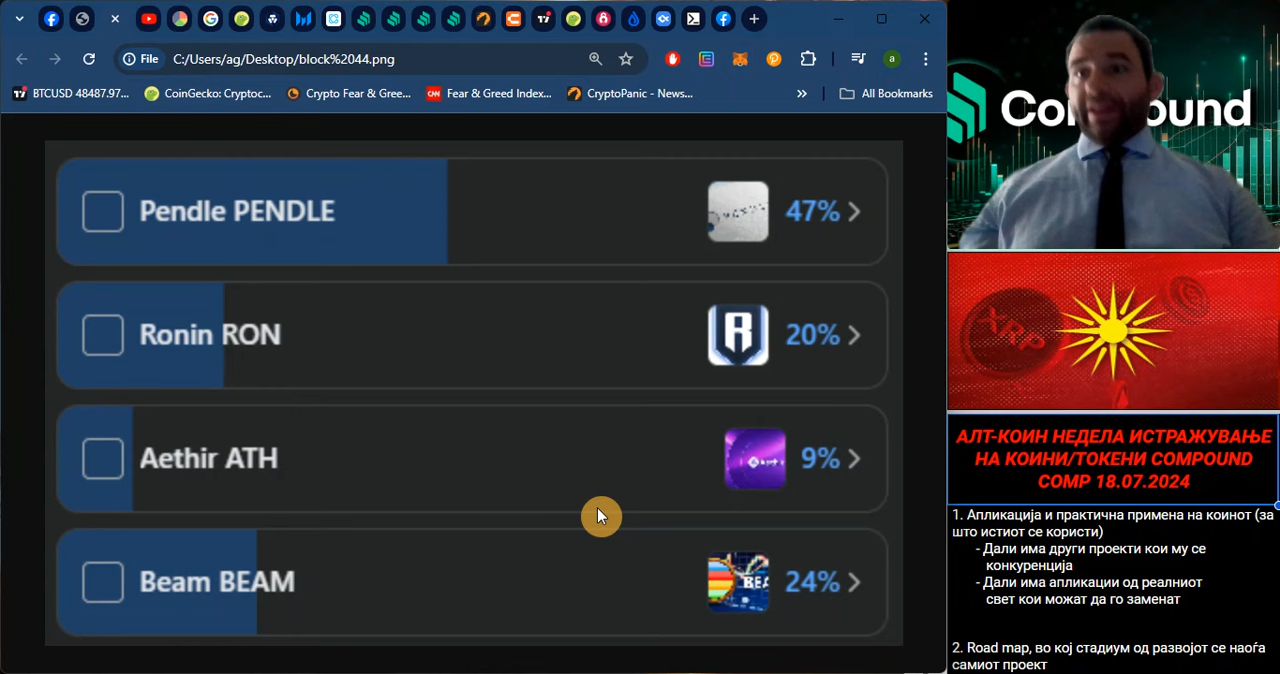 File C:/Users/ag/Desktop/block%2044.png
BTCUSD 48487.97...
CoinGecko: Cryptoc...
Crypto Fear & Gree...
CNN Fear & Greed Index...
CryptoPanic - News...
All Bookmarks
Pendle PENDLE 47%
Ronin RON 20%
Aethir ATH 9%
Beam BEAM 24%
XRP
АЛТ-КОИН НЕДЕЛА ИСТРАЖУВАЊЕ
НА КОИНИ/ТОКЕНИ COMPOUND
COMP 18.07.2024
1. Апликација и практична примена на коинот (за
што истиот се користи)
- Дали има други проекти кои му се
конкуренција
- Дали има апликации од реалниот
свет кои можат да го заменат
2. Road map, во кој стадиум од развојот се наоѓа
самиот проект